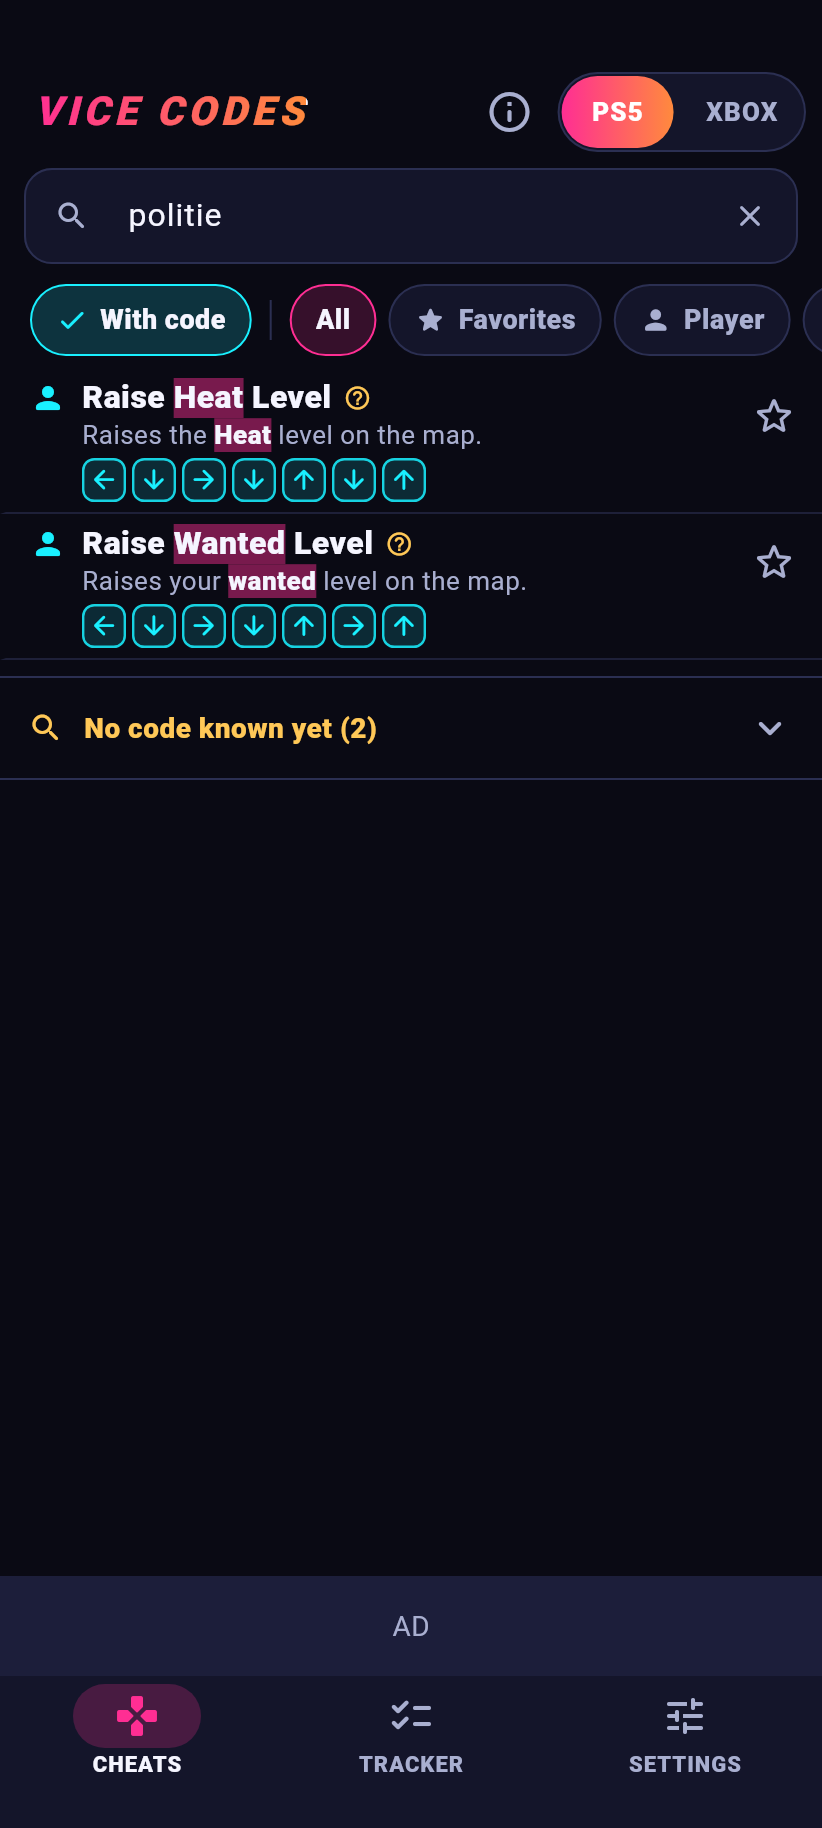 VICE CODES
PS5 XBOX
politie
With code All Favorites Player
Raise Heat Level
Raises the Heat level on the map.
Raise Wanted Level
Raises your wanted level on the map.
No code known yet (2)
AD
CHEATS TRACKER SETTINGS